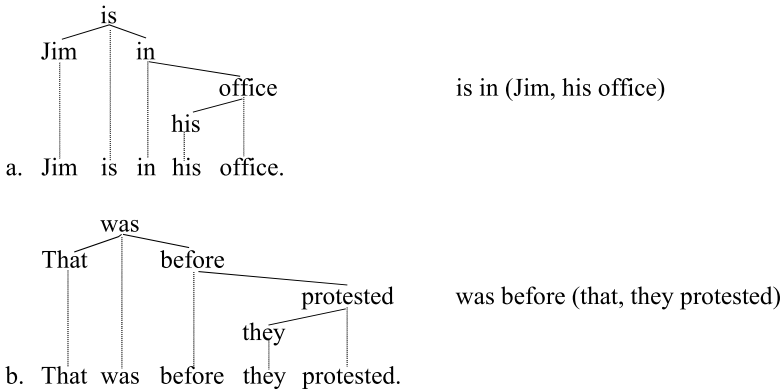 is
Jim in
office
is in (Jim, his office)
his
a. Jim is in his office.
was
That before
protested
was before (that, they protested)
they
b. That was before they protested.